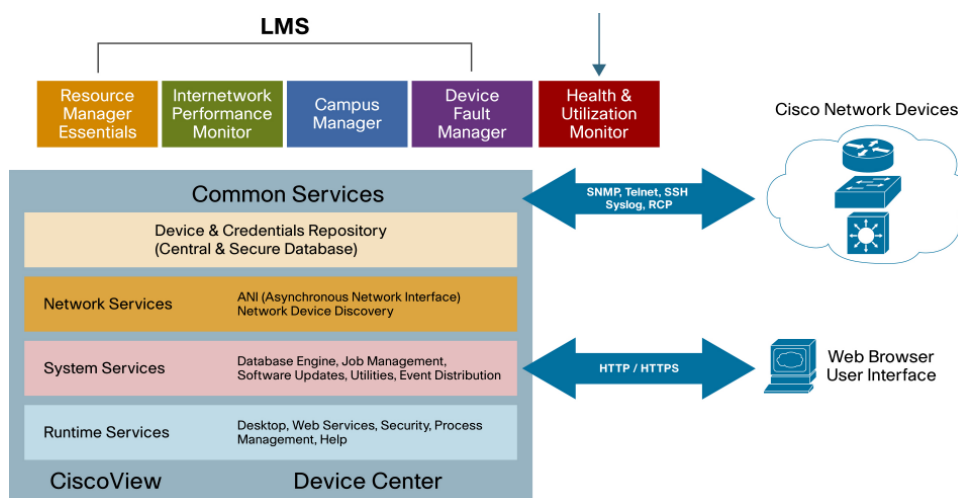 LMS
Resource
Manager
Essentials
Internetwork
Performance
Monitor
Campus
Manager
Device
Fault
Manager
Health &
Utilization
Monitor
Cisco Network Devices
Common Services
SNMP, Telnet, SSH
Syslog, RCP
Device & Credentials Repository
(Central & Secure Database)
Network Services
ANI (Asynchronous Network Interface)
Network Device Discovery
System Services
Database Engine, Job Management,
Software Updates, Utilities, Event Distribution
HTTP / HTTPS
Web Browser
User Interface
Runtime Services
Desktop, Web Services, Security, Process
Management, Help
CiscoView
Device Center